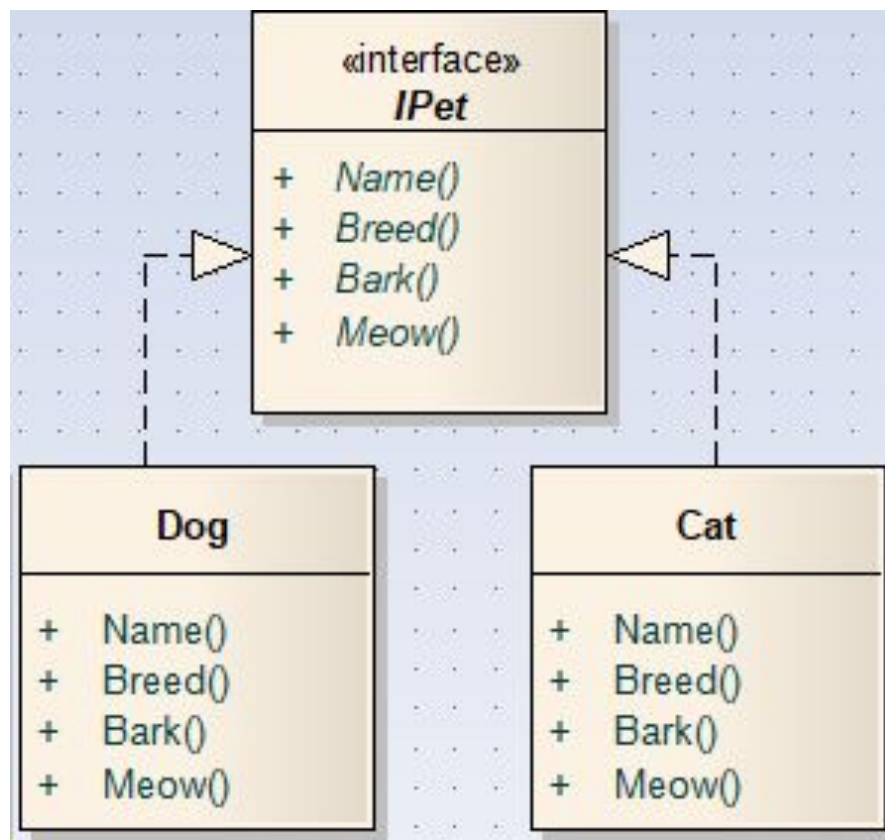 «interface»
IPet
+ Name()
+ Breed()
+ Bark()
+ Meow()
Dog
+ Name()
+ Breed()
+ Bark()
+ Meow()
Cat
+ Name()
+ Breed()
+ Bark()
+ Meow()